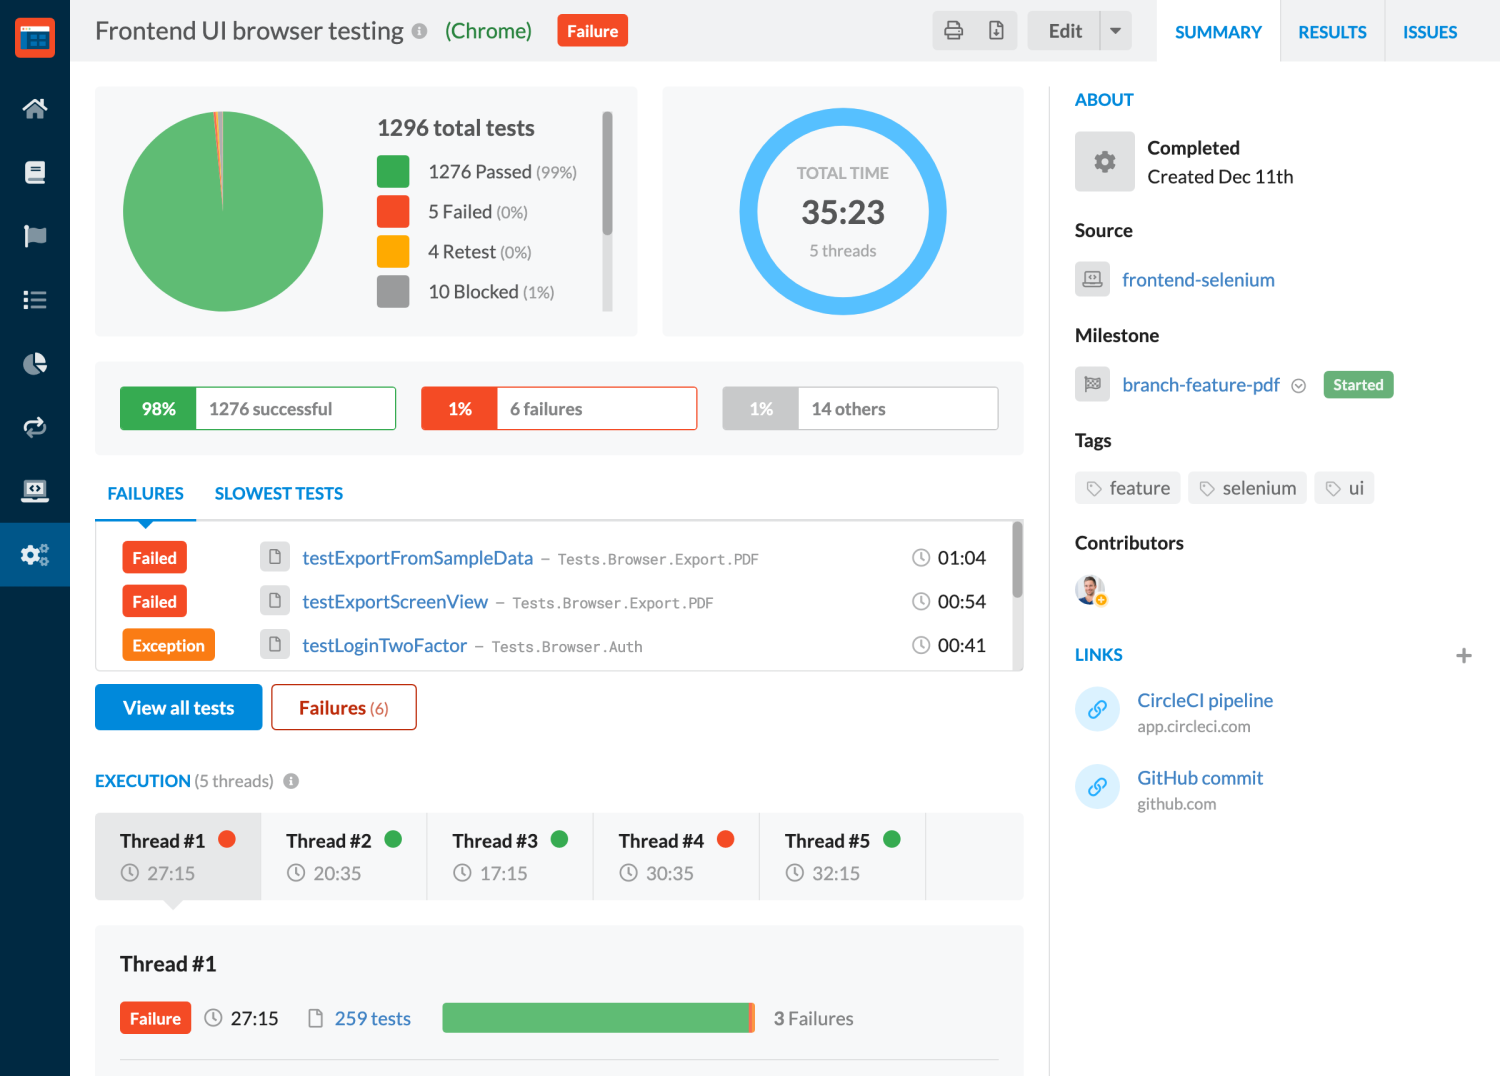 Frontend UI browser testing (Chrome) Failure
Edit
SUMMARY
RESULTS
ISSUES
1296 total tests
1276 Passed (99%)
5 Failed (0%)
4 Retest (0%)
10 Blocked (1%)
TOTAL TIME
35:23
5 threads
98% 1276 successful
1% 6 failures
1% 14 others
FAILURES
SLOWEST TESTS
Failed testExportFromSampleData – Tests.Browser.Export.PDF 01:04
Failed testExportScreenView – Tests.Browser.Export.PDF 00:54
Exception testLoginTwoFactor – Tests.Browser.Auth 00:41
View all tests
Failures (6)
EXECUTION (5 threads)
Thread #1
27:15
Thread #2
20:35
Thread #3
17:15
Thread #4
30:35
Thread #5
32:15
Thread #1
Failure 27:15 259 tests 3 Failures
ABOUT
Completed
Created Dec 11th
Source
frontend-selenium
Milestone
branch-feature-pdf Started
Tags
feature selenium ui
Contributors
LINKS
CircleCI pipeline
app.circleci.com
GitHub commit
github.com